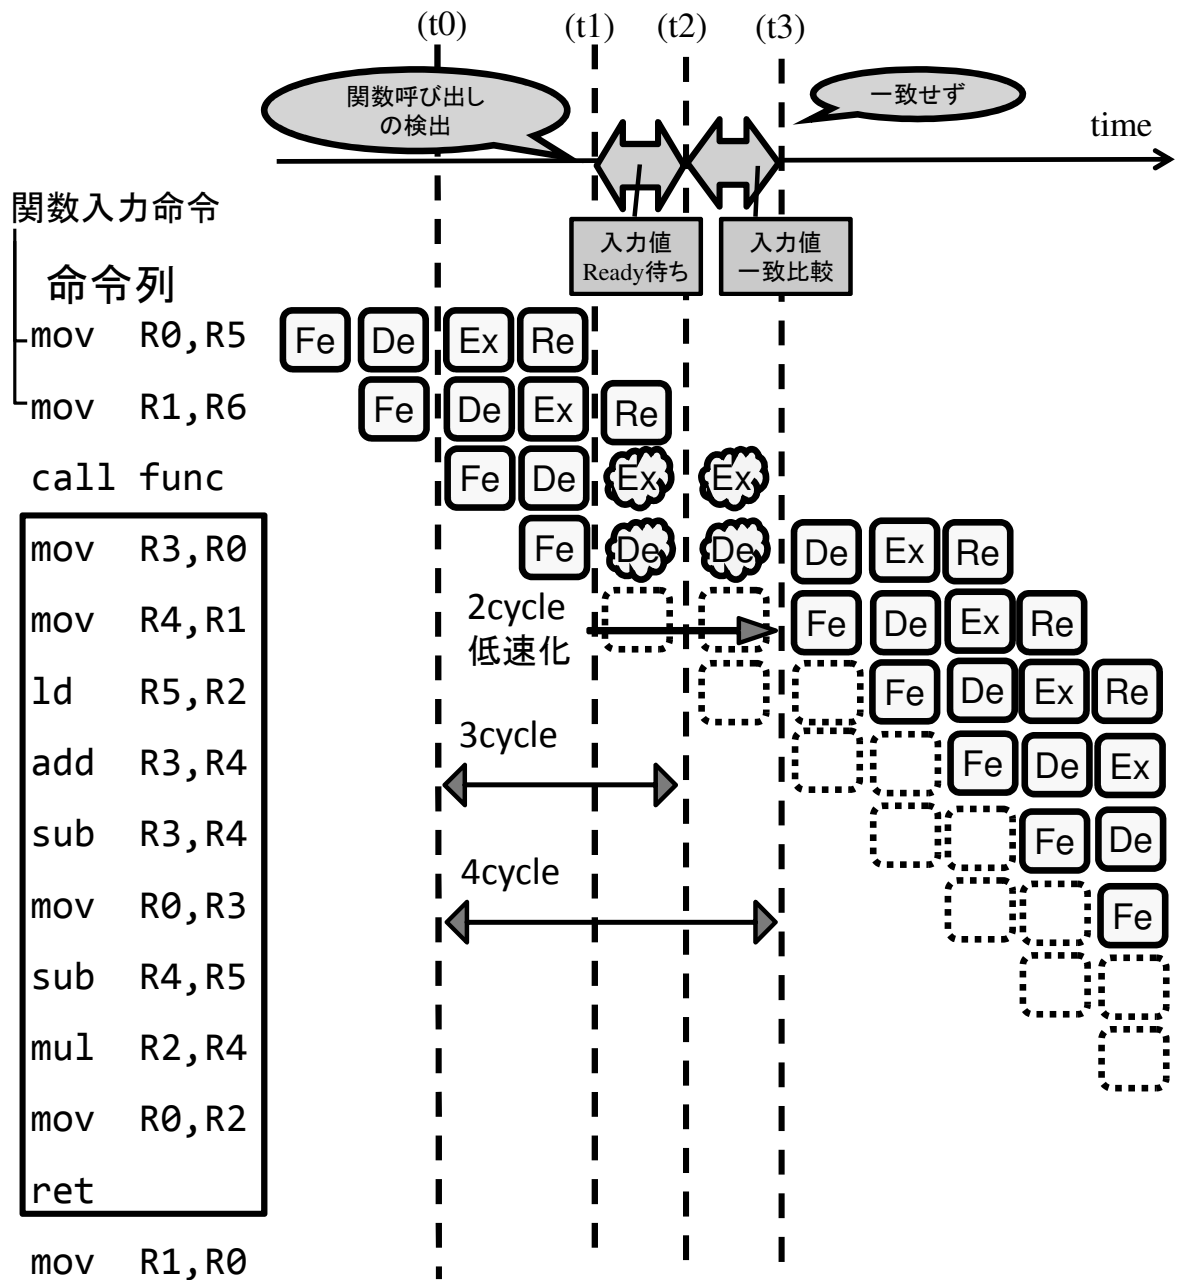 (t0) (t1) (t2) (t3)
関数呼び出し
の検出
一致せず
time
関数入力命令
入力値
Ready待ち
入力値
一致比較
命令列
mov R0,R5 Fe De Ex Re
mov R1,R6 Fe De Ex Re
call func Fe De Ex Ex
mov R3,R0 Fe De De De Ex Re
mov R4,R1 Fe De Ex Re
2cycle
低速化
ld R5,R2 Fe De Ex Re
3cycle
add R3,R4 Fe De Ex
sub R3,R4 Fe De
4cycle
mov R0,R3 Fe
sub R4,R5
mul R2,R4
mov R0,R2
ret
mov R1,R0